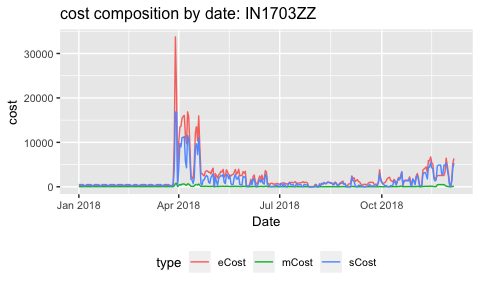 cost composition by date: IN1703ZZ
30000
20000
10000
0
cost
Jan 2018 Apr 2018 Jul 2018 Oct 2018
Date
type eCost mCost sCost